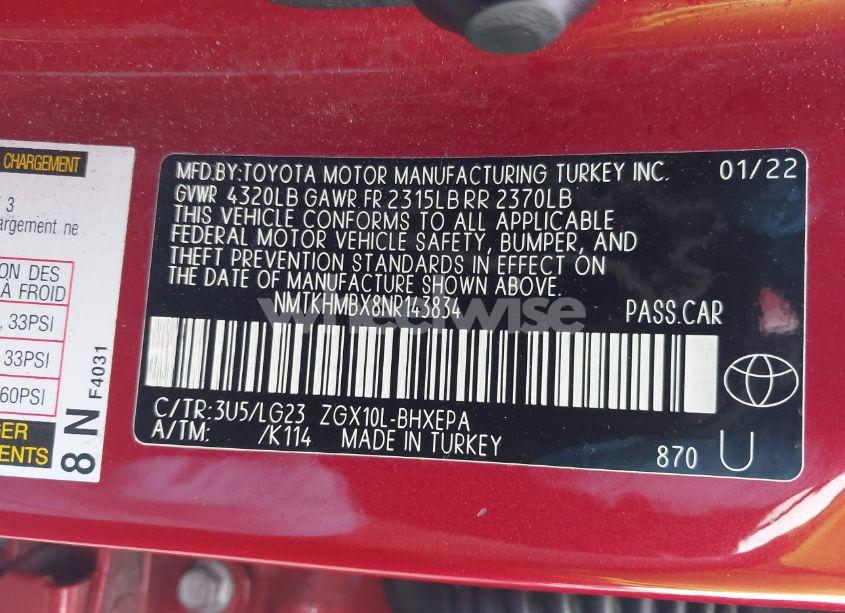 CHARGEMENT
3
argement ne
ON DES
A FROID
, 33PSI
33PSI
60PSI
GER
EMENTS
8 N F4031
MFD.BY:TOYOTA MOTOR MANUFACTURING TURKEY INC. 01/22
GVWR 4320LB GAWR FR 2315LB RR 2370LB
THIS VEHICLE CONFORMS TO ALL APPLICABLE
FEDERAL MOTOR VEHICLE SAFETY, BUMPER, AND
THEFT PREVENTION STANDARDS IN EFFECT ON
THE DATE OF MANUFACTURE SHOWN ABOVE.
NMTKHMBX8NR143834 PASS.CAR
wheelwise
C/TR:3U5/LG23 ZGX10L-BHXEPA
A/TM: /K114 MADE IN TURKEY
870 U